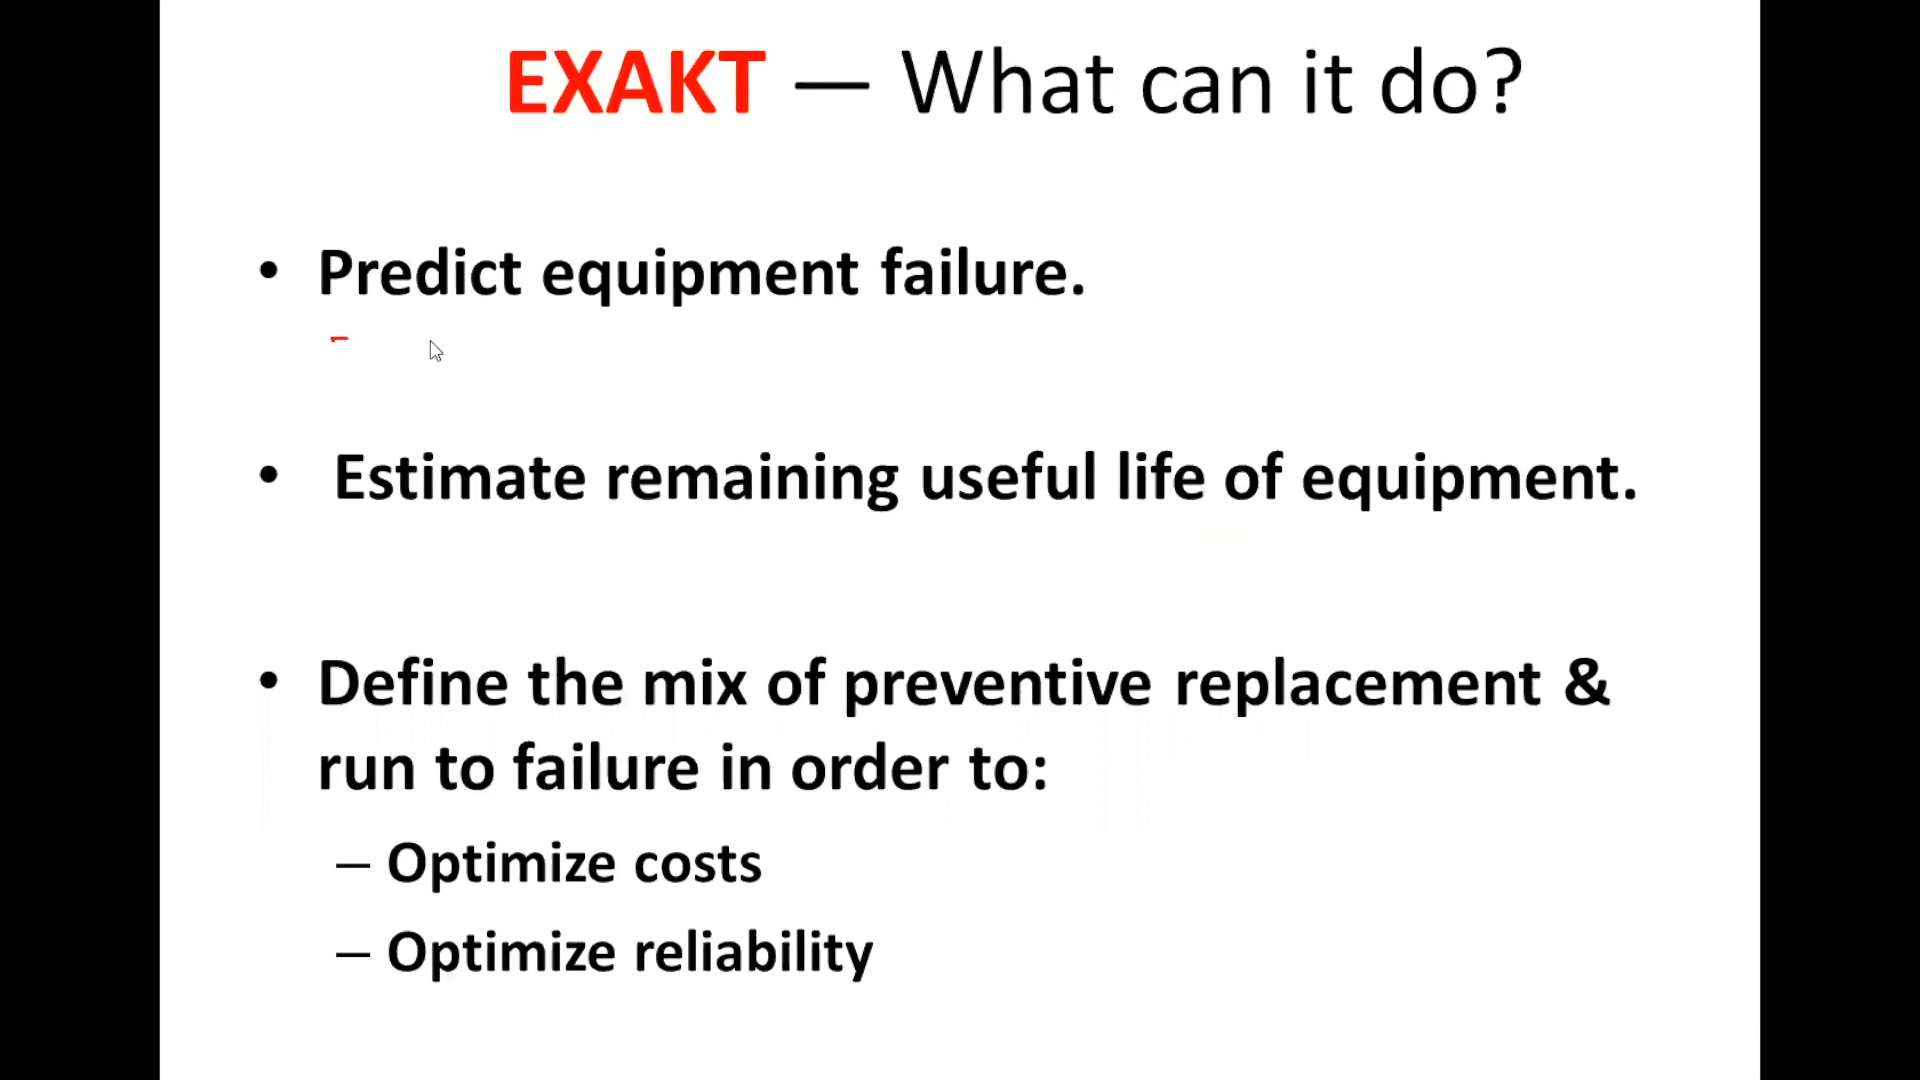 EXAKT — What can it do?
• Predict equipment failure.
• Estimate remaining useful life of equipment.
• Define the mix of preventive replacement &
run to failure in order to:
– Optimize costs
– Optimize reliability